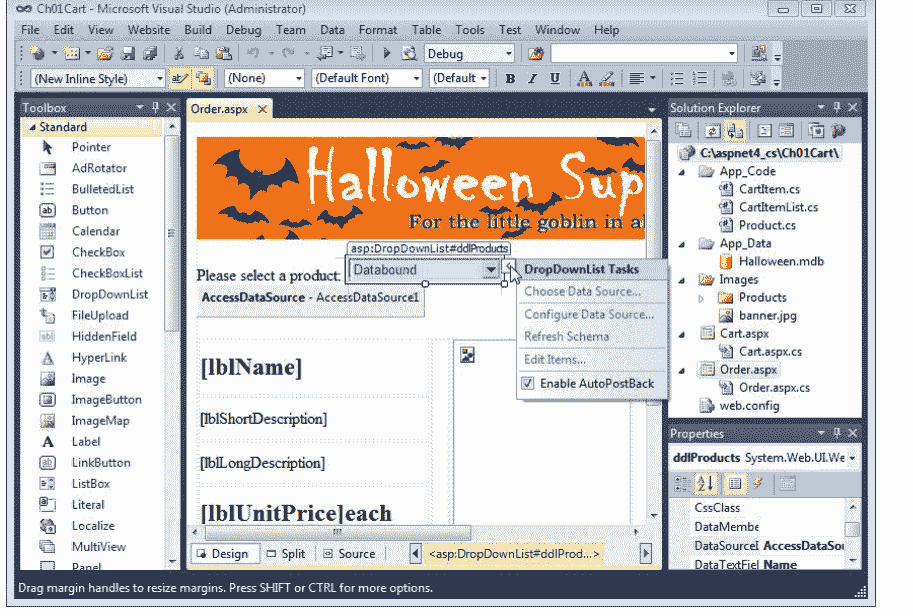 Ch01Cart - Microsoft Visual Studio (Administrator)
File Edit View Website Build Debug Team Data Format Table Tools Test Window Help
Debug
(New Inline Style) (None) (Default Font) (Default B I U A
Toolbox
Standard
Pointer
AdRotator
BulletedList
Button
Calendar
CheckBox
CheckBoxList
DropDownList
FileUpload
HiddenField
HyperLink
Image
ImageButton
ImageMap
A Label
LinkButton
ListBox
Literal
Localize
MultiView
Panel
Order.aspx
Halloween Sup
For the little goblin in al
asp:DropDownList#ddlProducts
Please select a product:
Databound
AccessDataSource - AccessDataSource1
DropDownList Tasks
Choose Data Source...
Configure Data Source...
Refresh Schema
Edit Items...
Enable AutoPostBack
[lblName]
[lblShortDescription]
[lblLongDescription]
[lblUnitPrice]each
Design Split Source <asp:DropDownList#ddlProd...>
Solution Explorer
C:\aspnet4_cs\Ch01Cart\
App_Code
CartItem.cs
CartItemList.cs
Product.cs
App_Data
Halloween.mdb
Images
Products
banner.jpg
Cart.aspx
Cart.aspx.cs
Order.aspx
Order.aspx.cs
web.config
Properties
ddlProducts System.Web.UI.We
CssClass
DataMembe
DataSourceI AccessDataSou
DataTextFiel Name
Drag margin handles to resize margins. Press SHIFT or CTRL for more options.